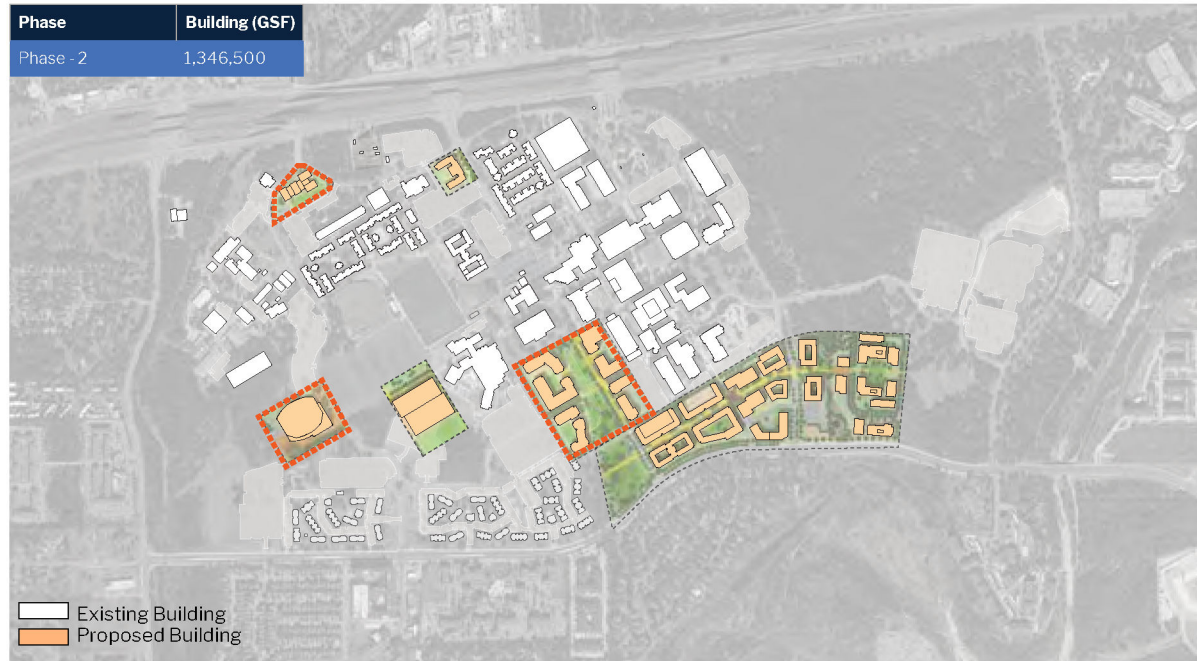 Phase Building (GSF)
Phase - 2 1,346,500
Existing Building
Proposed Building